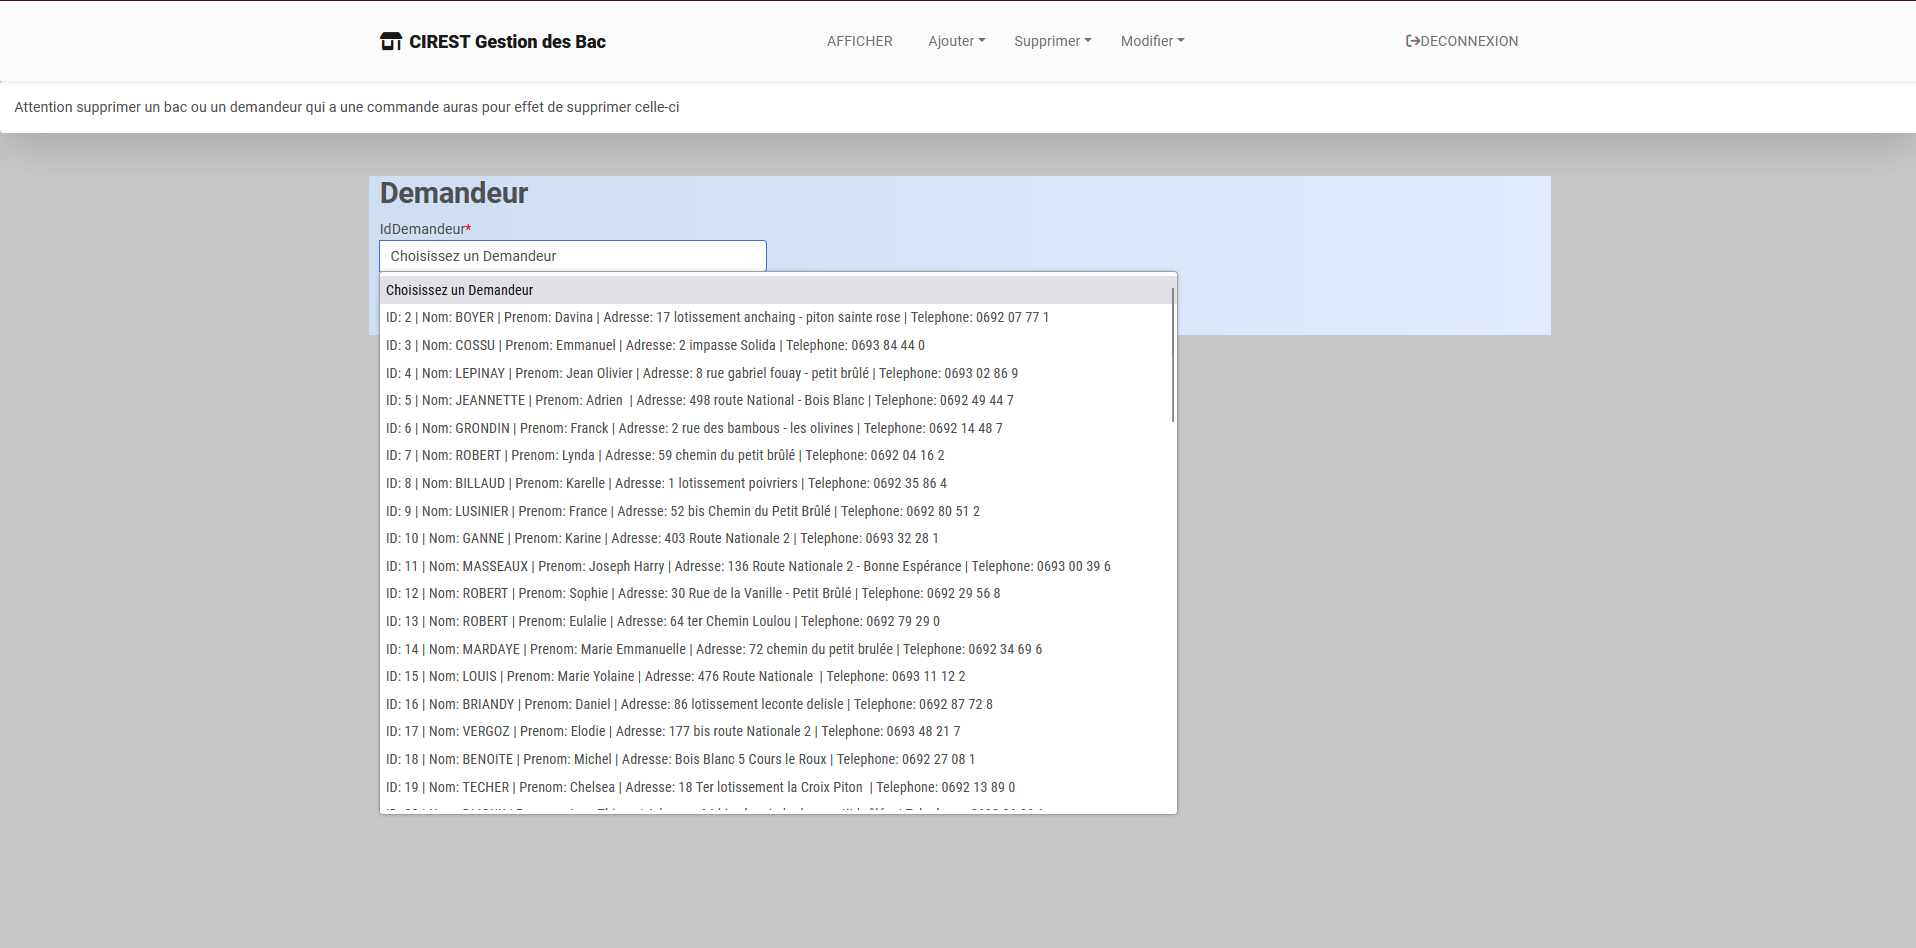 CIREST Gestion des Bac
AFFICHER
Ajouter
Supprimer
Modifier
DECONNEXION
Attention supprimer un bac ou un demandeur qui a une commande auras pour effet de supprimer celle-ci
Demandeur
IdDemandeur*
Choisissez un Demandeur
Choisissez un Demandeur
ID: 2 | Nom: BOYER | Prenom: Davina | Adresse: 17 lotissement anchaing - piton sainte rose | Telephone: 0692 07 77 1
ID: 3 | Nom: COSSU | Prenom: Emmanuel | Adresse: 2 impasse Solida | Telephone: 0693 84 44 0
ID: 4 | Nom: LEPINAY | Prenom: Jean Olivier | Adresse: 8 rue gabriel fouay - petit brûlé | Telephone: 0693 02 86 9
ID: 5 | Nom: JEANNETTE | Prenom: Adrien | Adresse: 498 route National - Bois Blanc | Telephone: 0692 49 44 7
ID: 6 | Nom: GRONDIN | Prenom: Franck | Adresse: 2 rue des bambous - les olivines | Telephone: 0692 14 48 7
ID: 7 | Nom: ROBERT | Prenom: Lynda | Adresse: 59 chemin du petit brûlé | Telephone: 0692 04 16 2
ID: 8 | Nom: BILLAUD | Prenom: Karelle | Adresse: 1 lotissement poivriers | Telephone: 0692 35 86 4
ID: 9 | Nom: LUSINIER | Prenom: France | Adresse: 52 bis Chemin du Petit Brûlé | Telephone: 0692 80 51 2
ID: 10 | Nom: GANNE | Prenom: Karine | Adresse: 403 Route Nationale 2 | Telephone: 0693 32 28 1
ID: 11 | Nom: MASSEAUX | Prenom: Joseph Harry | Adresse: 136 Route Nationale 2 - Bonne Espérance | Telephone: 0693 00 39 6
ID: 12 | Nom: ROBERT | Prenom: Sophie | Adresse: 30 Rue de la Vanille - Petit Brûlé | Telephone: 0692 29 56 8
ID: 13 | Nom: ROBERT | Prenom: Eulalie | Adresse: 64 ter Chemin Loulou | Telephone: 0692 79 29 0
ID: 14 | Nom: MARDAYE | Prenom: Marie Emmanuelle | Adresse: 72 chemin du petit brulée | Telephone: 0692 34 69 6
ID: 15 | Nom: LOUIS | Prenom: Marie Yolaine | Adresse: 476 Route Nationale | Telephone: 0693 11 12 2
ID: 16 | Nom: BRIANDY | Prenom: Daniel | Adresse: 86 lotissement leconte delisle | Telephone: 0692 87 72 8
ID: 17 | Nom: VERGOZ | Prenom: Elodie | Adresse: 177 bis route Nationale 2 | Telephone: 0693 48 21 7
ID: 18 | Nom: BENOITE | Prenom: Michel | Adresse: Bois Blanc 5 Cours le Roux | Telephone: 0692 27 08 1
ID: 19 | Nom: TECHER | Prenom: Chelsea | Adresse: 18 Ter lotissement la Croix Piton | Telephone: 0692 13 89 0